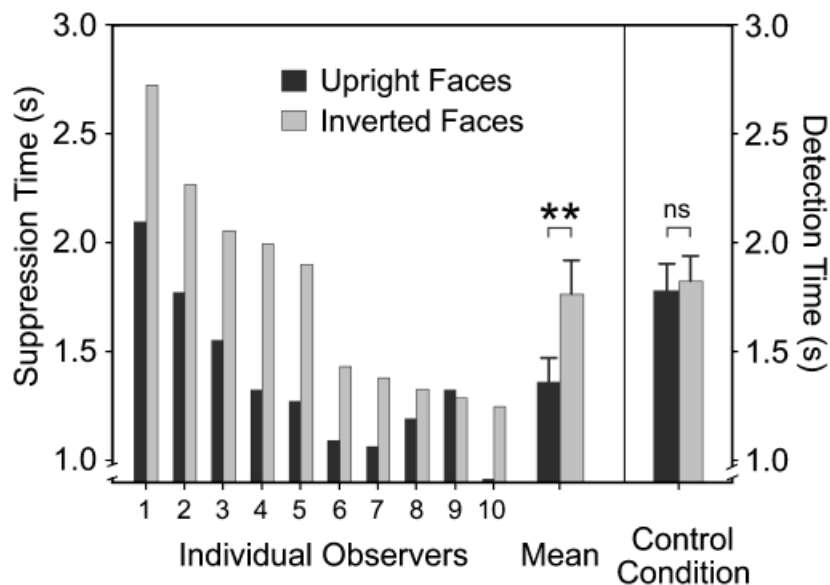 3.0
2.5
2.0
1.5
1.0
Suppression Time (s)
Upright Faces
Inverted Faces
**
ns
3.0
2.5
2.0
1.5
1.0
Detection Time (s)
1 2 3 4 5 6 7 8 9 10
Individual Observers
Mean
Control
Condition